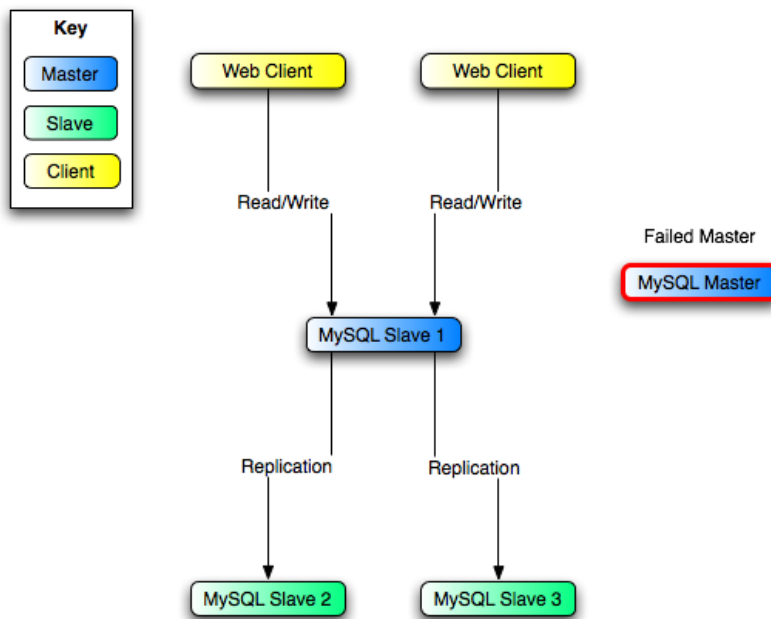 Key
Master
Slave
Client
Web Client
Web Client
Read/Write
Read/Write
Failed Master
MySQL Master
MySQL Slave 1
Replication
Replication
MySQL Slave 2
MySQL Slave 3